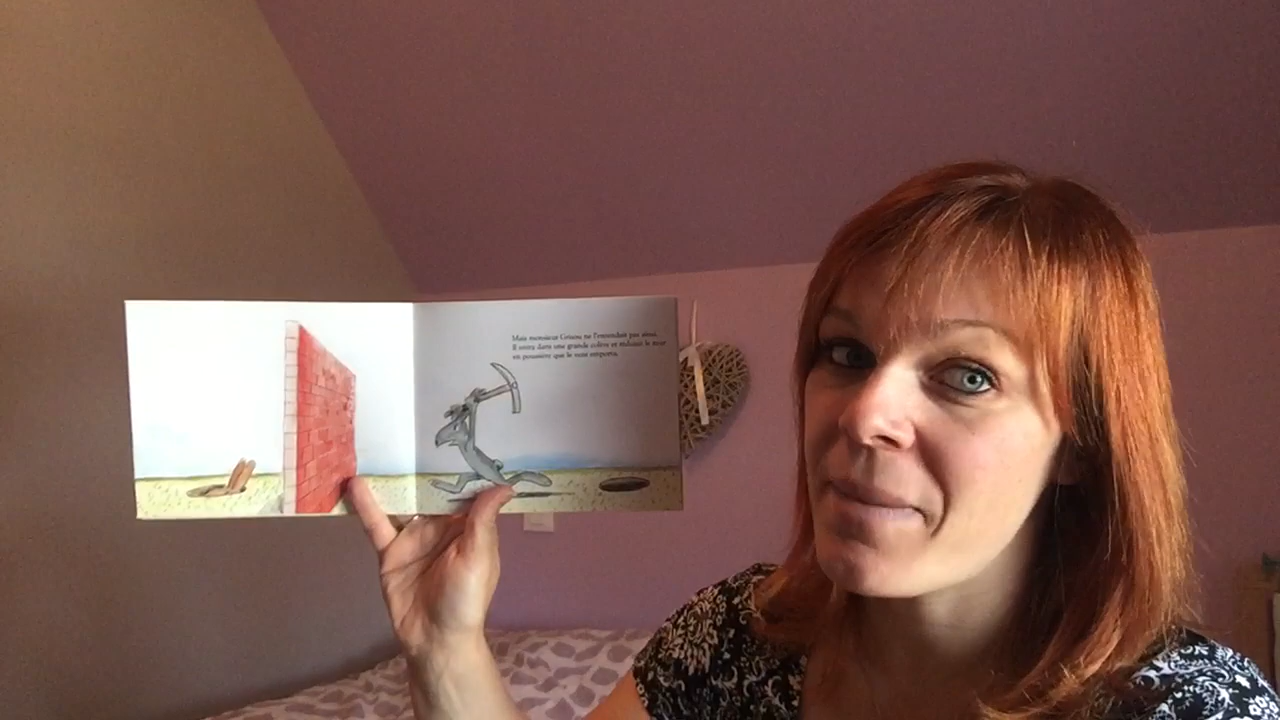 Mais monsieur Grisou ne l'entendait pas ainsi.
Il entra dans une grande colère et réduisit le mur
en poussière que le vent emporta.